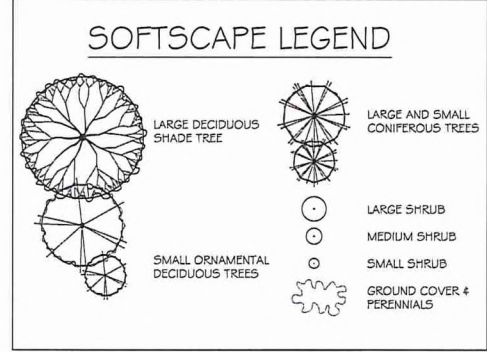 SOFTSCAPE LEGEND
LARGE DECIDUOUS
SHADE TREE
SMALL ORNAMENTAL
DECIDUOUS TREES
LARGE AND SMALL
CONIFEROUS TREES
LARGE SHRUB
MEDIUM SHRUB
SMALL SHRUB
GROUND COVER &
PERENNIALS